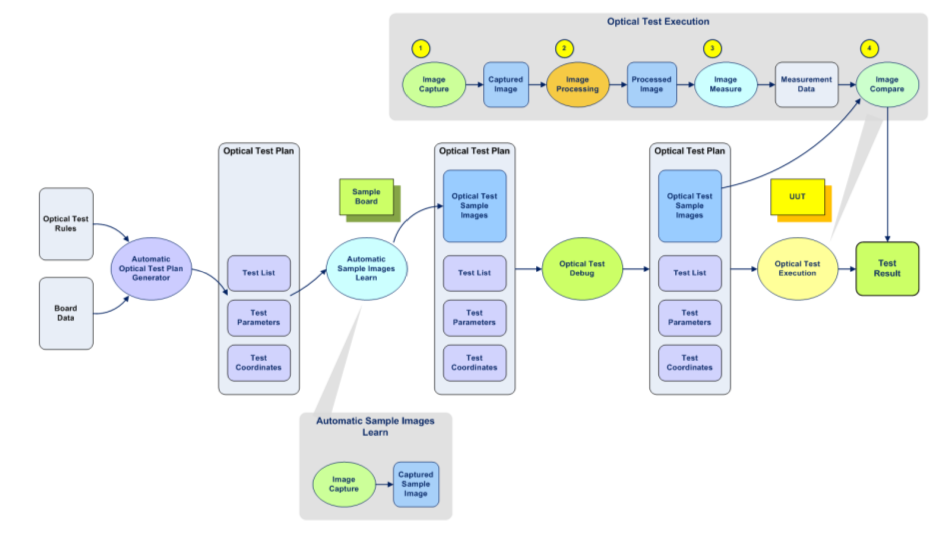 Optical Test Execution
1
2
3
4
Image
Capture
Captured
Image
Image
Processing
Processed
Image
Image
Measure
Measurement
Data
Image
Compare
Optical Test
Rules
Board
Data
Automatic
Optical Test Plan
Generator
Optical Test Plan
Test List
Test
Parameters
Test
Coordinates
Sample
Board
Automatic
Sample Images
Learn
Optical Test Plan
Optical Test
Sample
Images
Test List
Test
Parameters
Test
Coordinates
Optical Test
Debug
Optical Test Plan
Optical Test
Sample
Images
Test List
Test
Parameters
Test
Coordinates
UUT
Optical Test
Execution
Test
Result
Automatic Sample Images
Learn
Image
Capture
Captured
Sample
Image